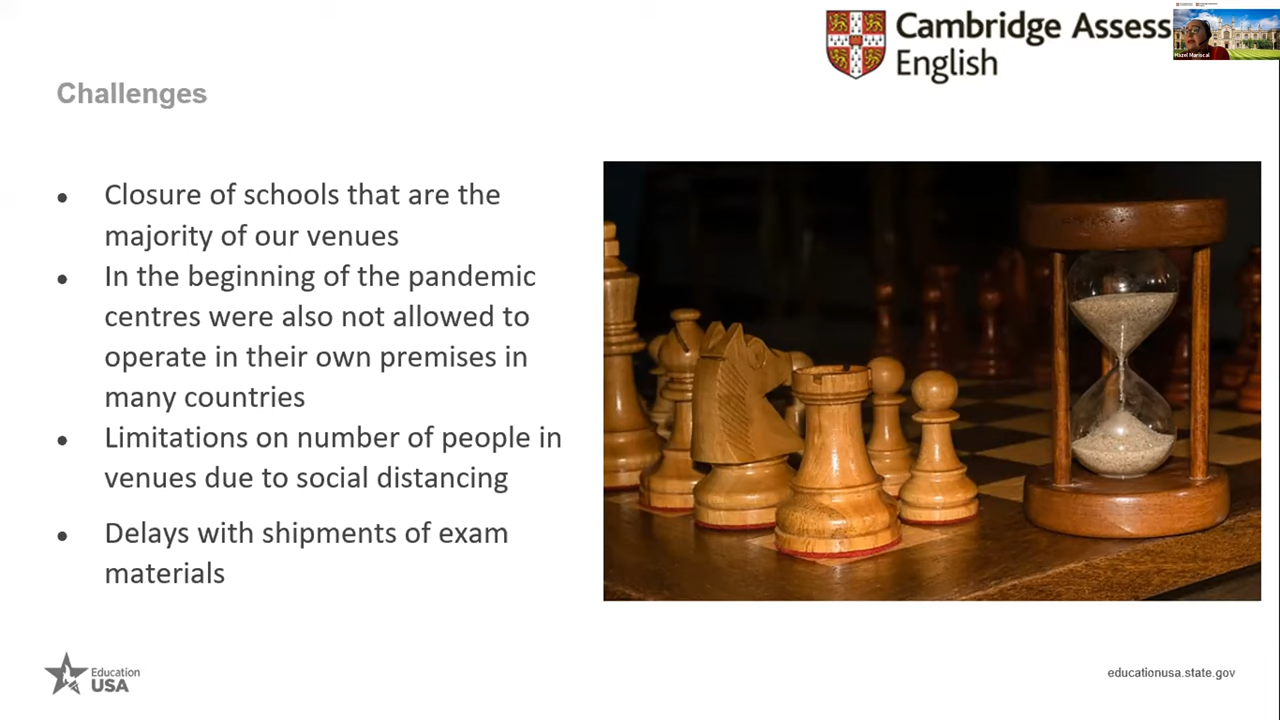 Cambridge Assess
English
Hazel Mariscal
Challenges
• Closure of schools that are the
majority of our venues
• In the beginning of the pandemic
centres were also not allowed to
operate in their own premises in
many countries
• Limitations on number of people in
venues due to social distancing
• Delays with shipments of exam
materials
Education
USA
educationusa.state.gov